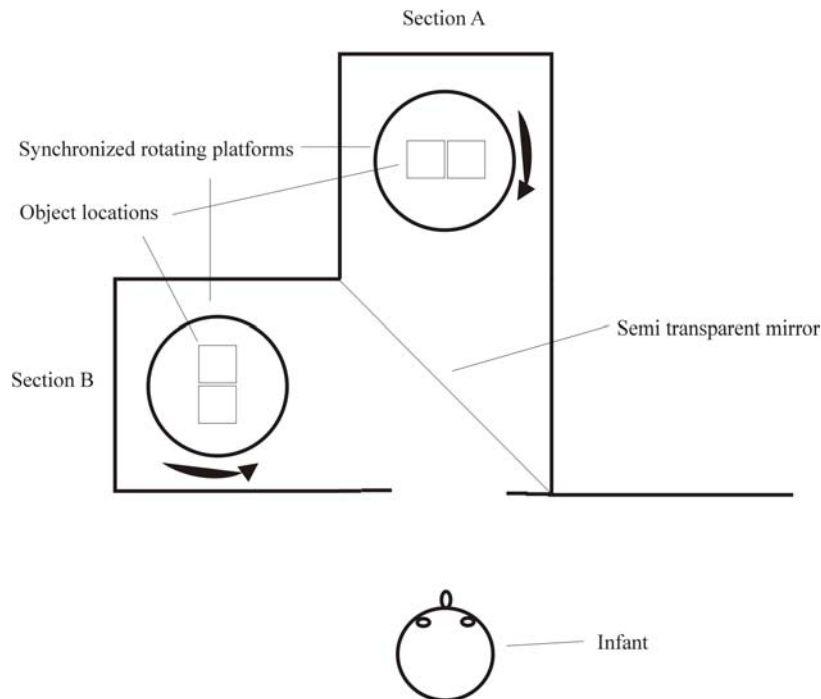 Section A
Synchronized rotating platforms
Object locations
Semi transparent mirror
Section B
Infant